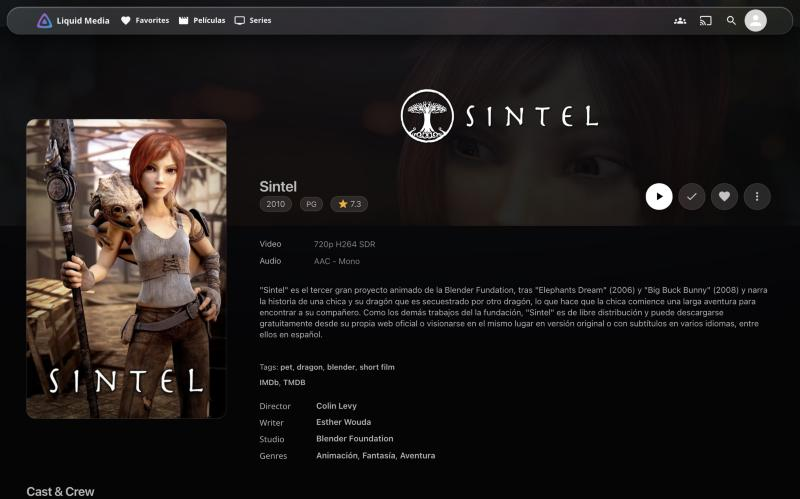 Liquid Media Favorites Películas Series
SINTEL
Sintel
2010 PG 7.3
Video 720p H264 SDR
Audio AAC - Mono
"Sintel" es el tercer gran proyecto animado de la Blender Fundation, tras "Elephants Dream" (2006) y "Big Buck Bunny" (2008) y narra
la historia de una chica y su dragón que es secuestrado por otro dragón, lo que hace que la chica comience una larga aventura para
encontrar a su compañero. Como los demás trabajos del la fundación, "Sintel" es de libre distribución y puede descargarse
gratuitamente desde su propia web oficial o visionarse en el mismo lugar en versión original o con subtítulos en varios idiomas, entre
ellos en español.
Tags: pet, dragon, blender, short film
IMDb, TMDB
Director Colin Levy
Writer Esther Wouda
Studio Blender Foundation
Genres Animación, Fantasía, Aventura
SINTEL
Cast & Crew